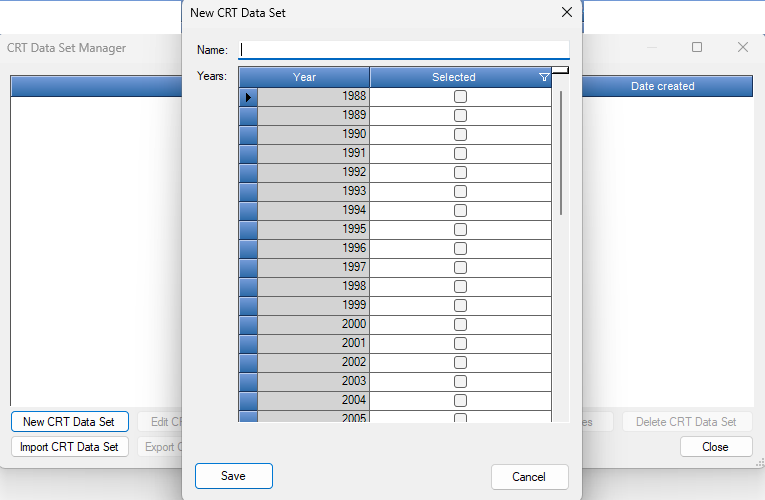 New CRT Data Set
CRT Data Set Manager
Name:
Years:
Year Selected
Date created
1988
1989
1990
1991
1992
1993
1994
1995
1996
1997
1998
1999
2000
2001
2002
2003
2004
2005
New CRT Data Set
Delete CRT Data Set
Import CRT Data Set
Close
Save
Cancel